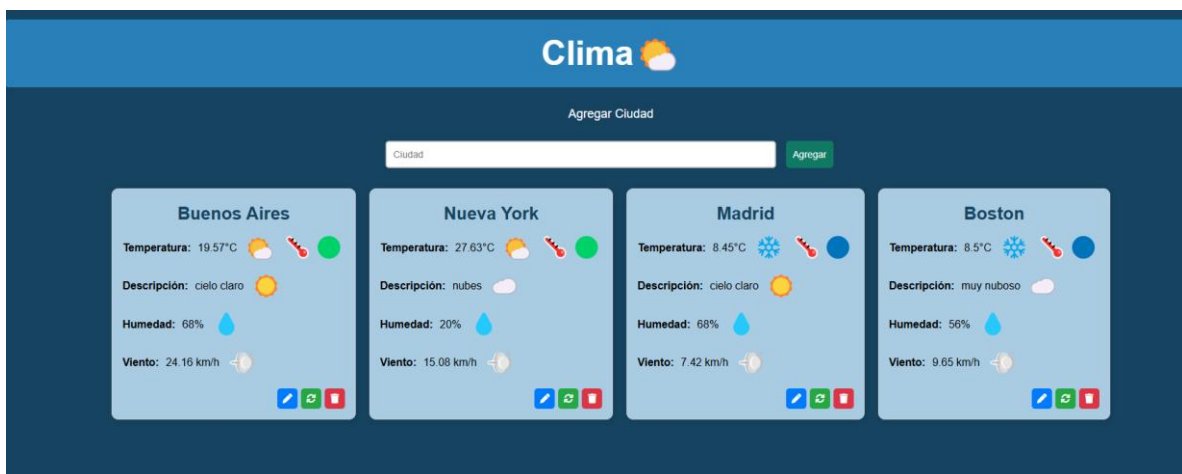 Clima
Agregar Ciudad
Ciudad
Agregar
Buenos Aires
Temperatura: 19.57°C
Descripción: cielo claro
Humedad: 68%
Viento: 24.16 km/h
Nueva York
Temperatura: 27.63°C
Descripción: nubes
Humedad: 20%
Viento: 15.08 km/h
Madrid
Temperatura: 8.45°C
Descripción: cielo claro
Humedad: 68%
Viento: 7.42 km/h
Boston
Temperatura: 8.5°C
Descripción: muy nuboso
Humedad: 56%
Viento: 9.65 km/h